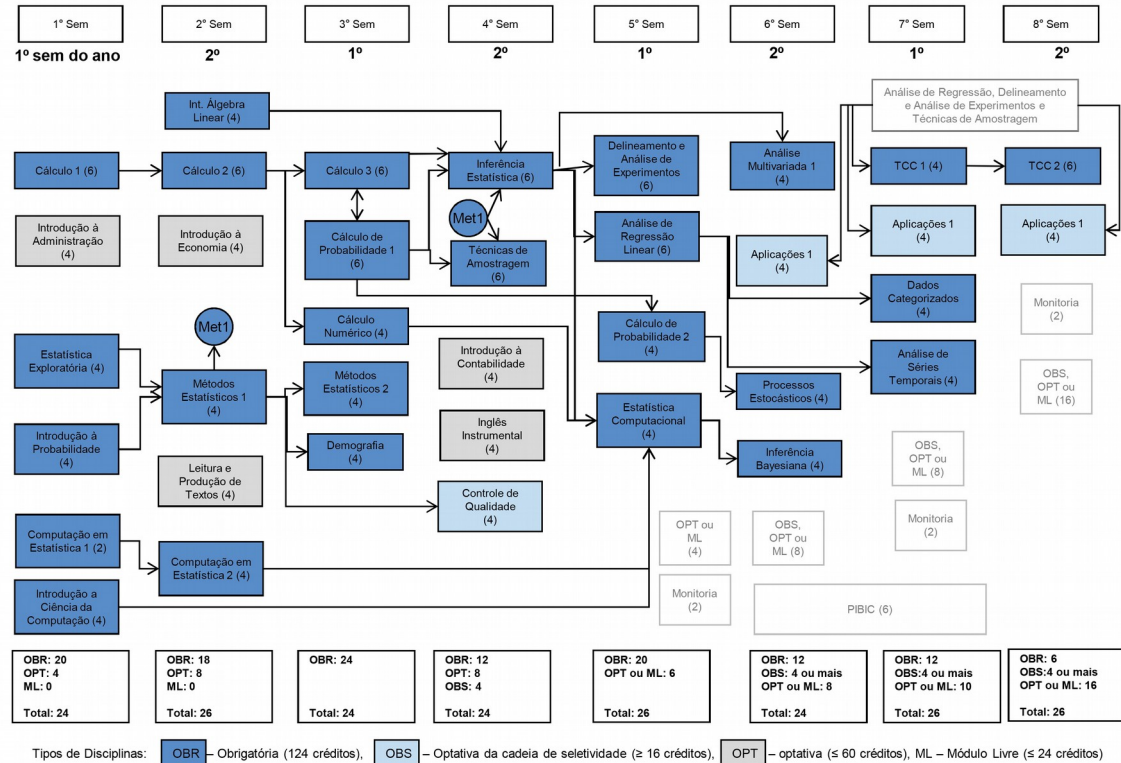 1° Sem
2° Sem
3° Sem
4° Sem
5° Sem
6° Sem
7° Sem
8° Sem
1º sem do ano
2º
1º
2º
1º
2º
1º
2º
Int. Álgebra
Linear (4)
Análise de Regressão, Delineamento
e Análise de Experimentos e
Técnicas de Amostragem
Cálculo 1 (6)
Cálculo 2 (6)
Cálculo 3 (6)
Inferência
Estatística (6)
Delineamento e
Análise de
Experimentos
(6)
Análise
Multivariada 1
(4)
TCC 1 (4)
TCC 2 (6)
Introdução à
Administração
(4)
Introdução à
Economia (4)
Cálculo de
Probabilidade 1
(6)
Met1
Técnicas de
Amostragem
(6)
Análise de
Regressão
Linear (6)
Aplicações 1
(4)
Aplicações 1
(4)
Aplicações 1
(4)
Dados
Categorizados
(4)
Monitoria
(2)
Met1
Cálculo
Numérico (4)
Cálculo de
Probabilidade 2
(4)
Estatística
Exploratória (4)
Métodos
Estatísticos 1
(4)
Métodos
Estatísticos 2
(4)
Introdução à
Contabilidade
(4)
Processos
Estocásticos (4)
Análise de
Séries
Temporais (4)
OBS,
OPT ou
ML (16)
Introdução à
Probabilidade
(4)
Demografia
(4)
Inglês
Instrumental
(4)
Estatística
Computacional
(4)
Inferência
Bayesiana (4)
OBS,
OPT ou
ML (8)
Leitura e
Produção de
Textos (4)
Controle de
Qualidade
(4)
Computação em
Estatística 1 (2)
Computação em
Estatística 2 (4)
OPT ou
ML
(4)
OBS,
OPT ou
ML (8)
Monitoria
(2)
Introdução a
Ciência da
Computação (4)
Monitoria
(2)
PIBIC (6)
OBR: 20
OPT: 4
ML: 0
Total: 24
OBR: 18
OPT: 8
ML: 0
Total: 26
OBR: 24
Total: 24
OBR: 12
OPT: 8
OBS: 4
Total: 24
OBR: 20
OPT ou ML: 6
Total: 26
OBR: 12
OBS: 4 ou mais
OPT ou ML: 8
Total: 24
OBR: 12
OBS:4 ou mais
OPT ou ML: 10
Total: 26
OBR: 6
OBS:4 ou mais
OPT ou ML: 16
Total: 26
Tipos de Disciplinas: OBR – Obrigatória (124 créditos), OBS – Optativa da cadeia de seletividade (≥ 16 créditos), OPT – optativa (≤ 60 créditos), ML – Módulo Livre (≤ 24 créditos)